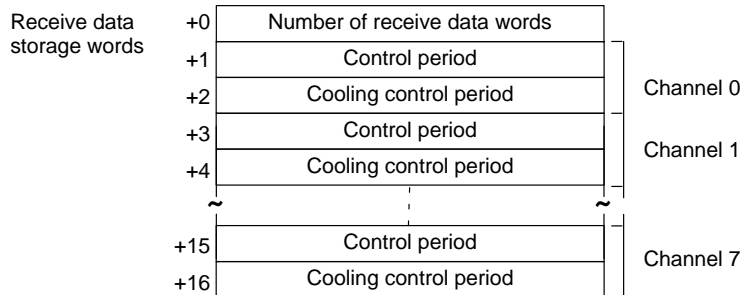 Receive data
storage words
+0 Number of receive data words
+1 Control period
+2 Cooling control period
Channel 0
+3 Control period
+4 Cooling control period
Channel 1
+15 Control period
+16 Cooling control period
Channel 7